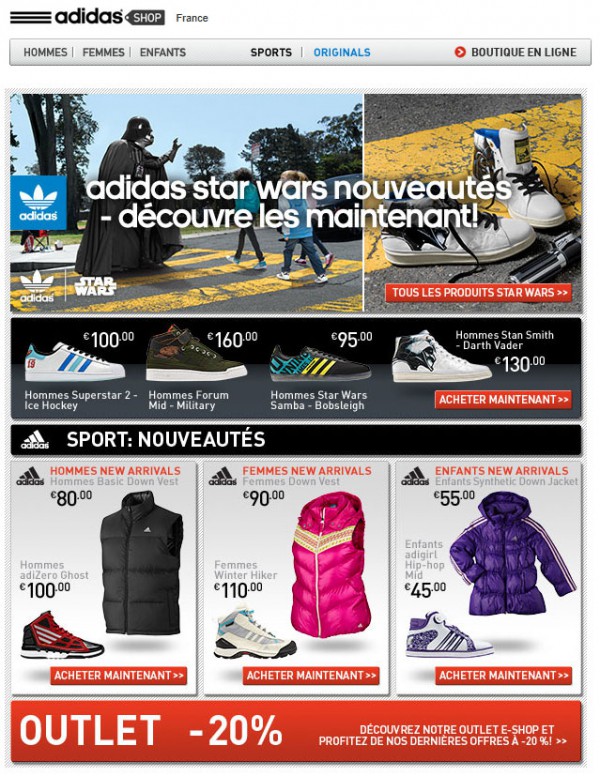 adidas SHOP France
HOMMES | FEMMES | ENFANTS SPORTS | ORIGINALS BOUTIQUE EN LIGNE
adidas star wars nouveautés
- découvre les maintenant!
adidas
adidas STAR WARS
TOUS LES PRODUITS STAR WARS >>
€100.00
Hommes Superstar 2 -
Ice Hockey
€160.00
Hommes Forum
Mid - Military
€95.00
Hommes Star Wars
Samba - Bobsleigh
Hommes Stan Smith
- Darth Vader
€130.00
ACHETER MAINTENANT >>
adidas SPORT: NOUVEAUTÉS
adidas
HOMMES NEW ARRIVALS
Hommes Basic Down Vest
€80.00
Hommes
adiZero Ghost
€100.00
ACHETER MAINTENANT >>
adidas
FEMMES NEW ARRIVALS
Femmes Down Vest
€90.00
Femmes
Winter Hiker
€110.00
ACHETER MAINTENANT >>
adidas
ENFANTS NEW ARRIVALS
Enfants Synthetic Down Jacket
€55.00
Enfants
adigirl
Hip-hop
Mid
€45.00
ACHETER MAINTENANT >>
OUTLET -20%
DÉCOUVREZ NOTRE OUTLET E-SHOP ET
PROFITEZ DE NOS DERNIÈRES OFFRES À -20 %! >>